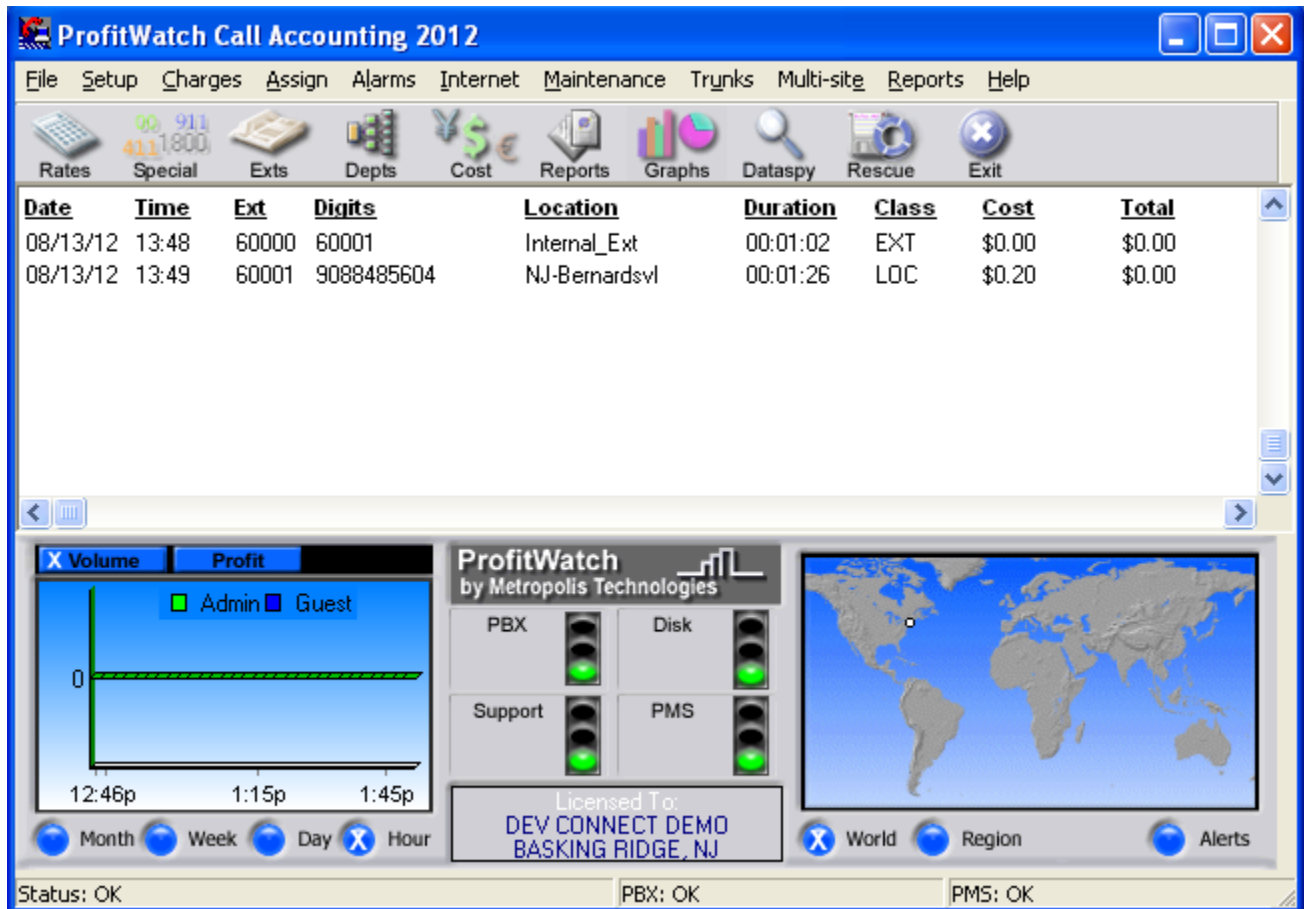 ProfitWatch Call Accounting 2012
File Setup Charges Assign Alarms Internet Maintenance Trunks Multi-site Reports Help
911
411 1,800
Rates Special Exts Depts Cost Reports Graphs Dataspy Rescue Exit
Date Time Ext Digits Location Duration Class Cost Total
08/13/12 13:48 60000 60001 Internal_Ext 00:01:02 EXT $0.00 $0.00
08/13/12 13:49 60001 9088485604 NJ-Bernardsvl 00:01:26 LOC $0.20 $0.00
X Volume Profit
Admin Guest
0
12:46p 1:15p 1:45p
Month Week Day X Hour
ProfitWatch
by Metropolis Technologies
PBX Disk
Support PMS
Licensed To:
DEV CONNECT DEMO
BASKING RIDGE, NJ
X World Region Alerts
Status: OK PBX: OK PMS: OK